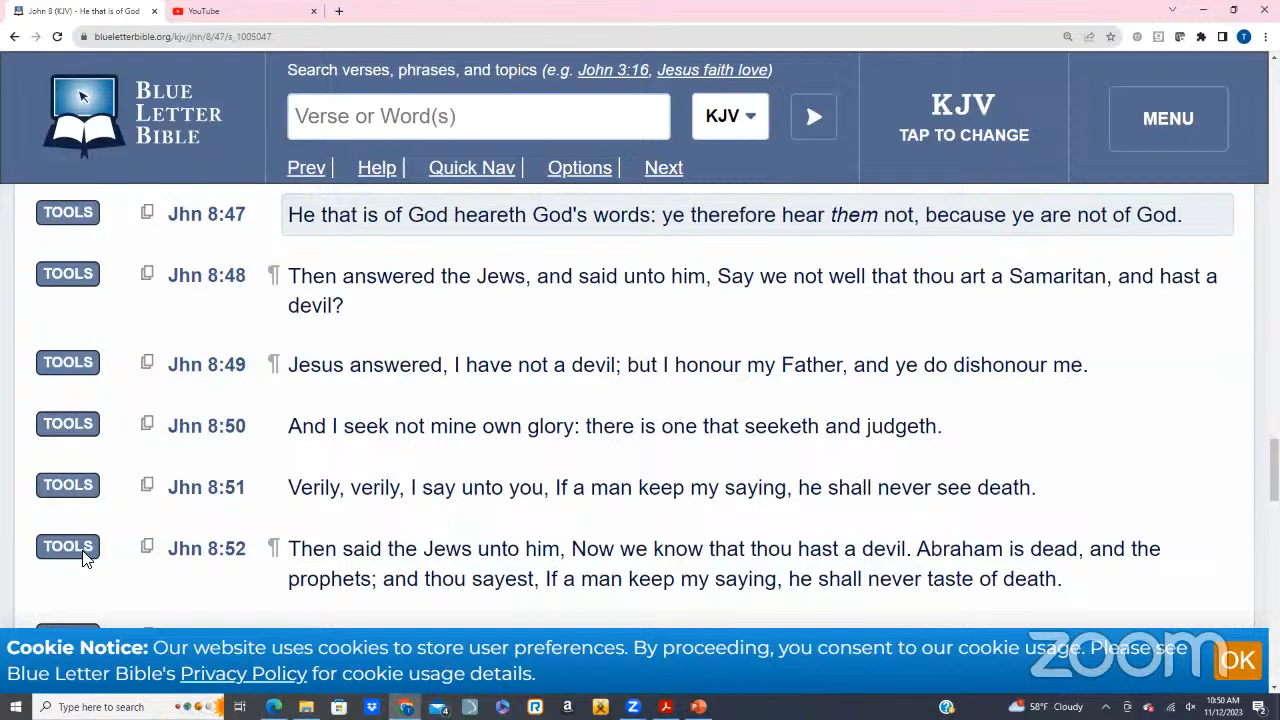 John 8 (KJV) - He that is of God
YouTube
blueletterbible.org/kjv/jhn/8/47/s_1005047
BLUE
LETTER
BIBLE
Search verses, phrases, and topics (e.g. John 3:16, Jesus faith love)
Verse or Word(s)
KJV
Prev | Help | Quick Nav | Options | Next
KJV
TAP TO CHANGE
MENU
TOOLS Jhn 8:47 He that is of God heareth God's words: ye therefore hear them not, because ye are not of God.
TOOLS Jhn 8:48 ¶ Then answered the Jews, and said unto him, Say we not well that thou art a Samaritan, and hast a
devil?
TOOLS Jhn 8:49 ¶ Jesus answered, I have not a devil; but I honour my Father, and ye do dishonour me.
TOOLS Jhn 8:50 And I seek not mine own glory: there is one that seeketh and judgeth.
TOOLS Jhn 8:51 Verily, verily, I say unto you, If a man keep my saying, he shall never see death.
TOOLS Jhn 8:52 ¶ Then said the Jews unto him, Now we know that thou hast a devil. Abraham is dead, and the
prophets; and thou sayest, If a man keep my saying, he shall never taste of death.
Cookie Notice: Our website uses cookies to store user preferences. By proceeding, you consent to our cookie usage. Please see
Blue Letter Bible's Privacy Policy for cookie usage details.
OK
zoom
Type here to search
58°F Cloudy
10:50 AM
11/12/2023